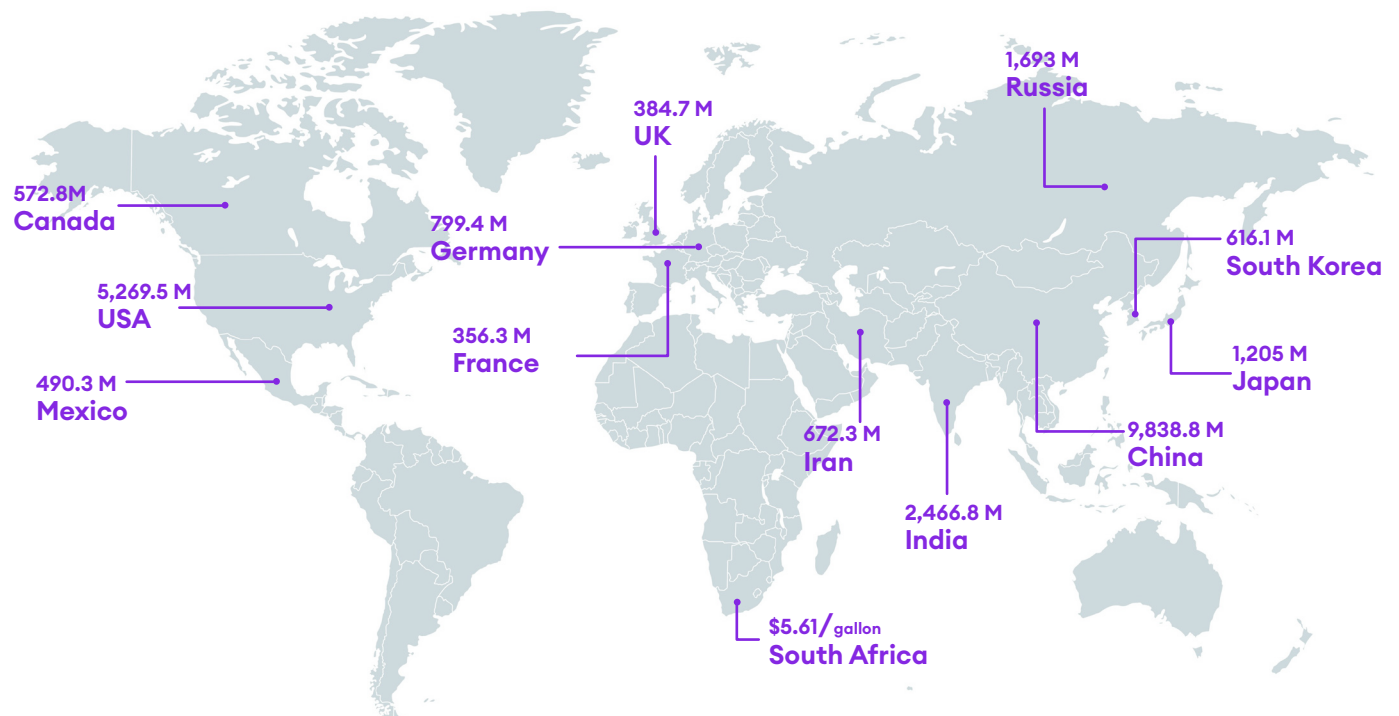 1,693 M
Russia
384.7 M
UK
572.8M
Canada
799.4 M
Germany
616.1 M
South Korea
5,269.5 M
USA
356.3 M
France
1,205 M
Japan
490.3 M
Mexico
672.3 M
Iran
9,838.8 M
China
2,466.8 M
India
$5.61/gallon
South Africa